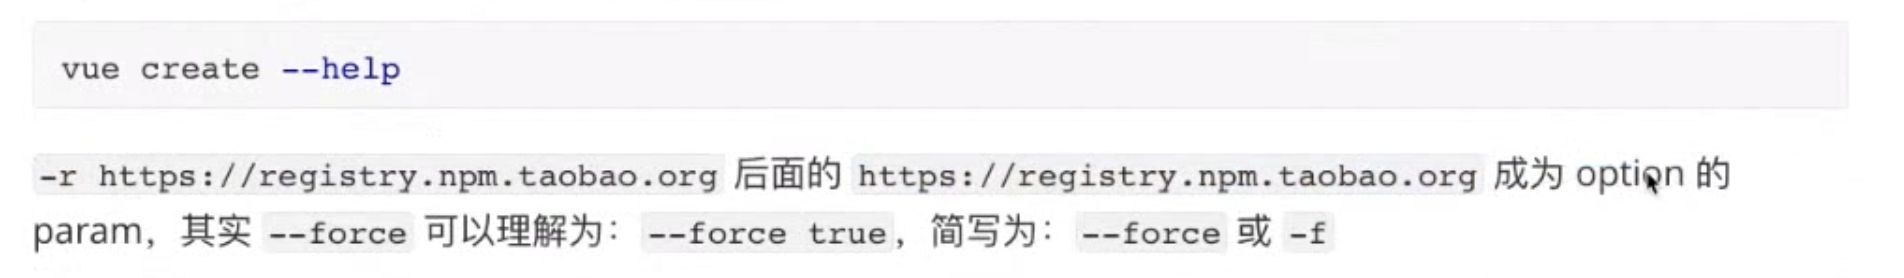 vue create --help
-r https://registry.npm.taobao.org 后面的 https://registry.npm.taobao.org 成为 option 的
param，其实 --force 可以理解为：--force true，简写为：--force 或 -f